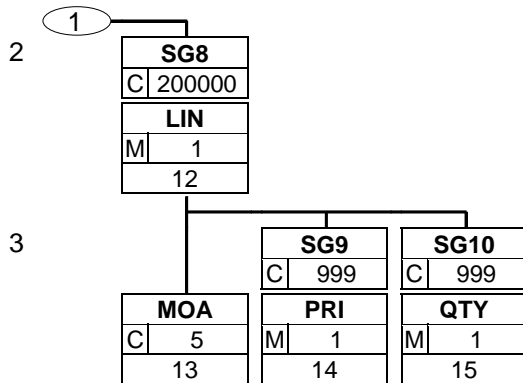 1
2
SG8
C 200000
LIN
M 1
12
3
SG9 SG10
C 999 C 999
MOA PRI QTY
C 5 M 1 M 1
13 14 15